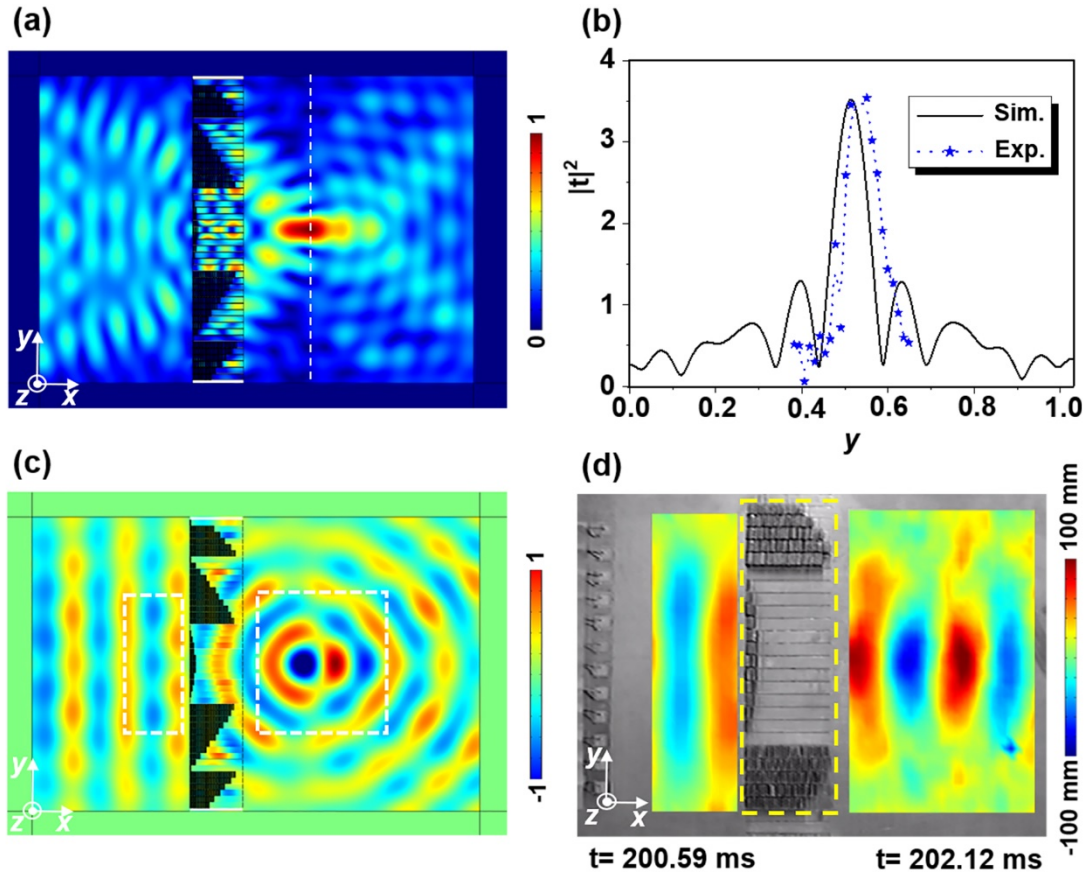 (a)
y
z
x
1
0
(b)
4
3
2
1
0
|t|²
Sim.
Exp.
0.0
0.2
0.4
0.6
0.8
1.0
y
(c)
y
z
x
1
-1
(d)
y
z
x
100 mm
-100 mm
t= 200.59 ms
t= 202.12 ms